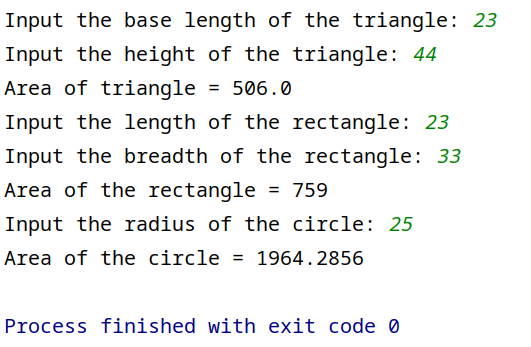 Input the base length of the triangle: 23
Input the height of the triangle: 44
Area of triangle = 506.0
Input the length of the rectangle: 23
Input the breadth of the rectangle: 33
Area of the rectangle = 759
Input the radius of the circle: 25
Area of the circle = 1964.2856
Process finished with exit code 0